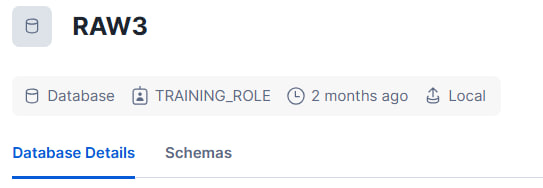 RAW3
Database TRAINING_ROLE 2 months ago Local
Database Details Schemas